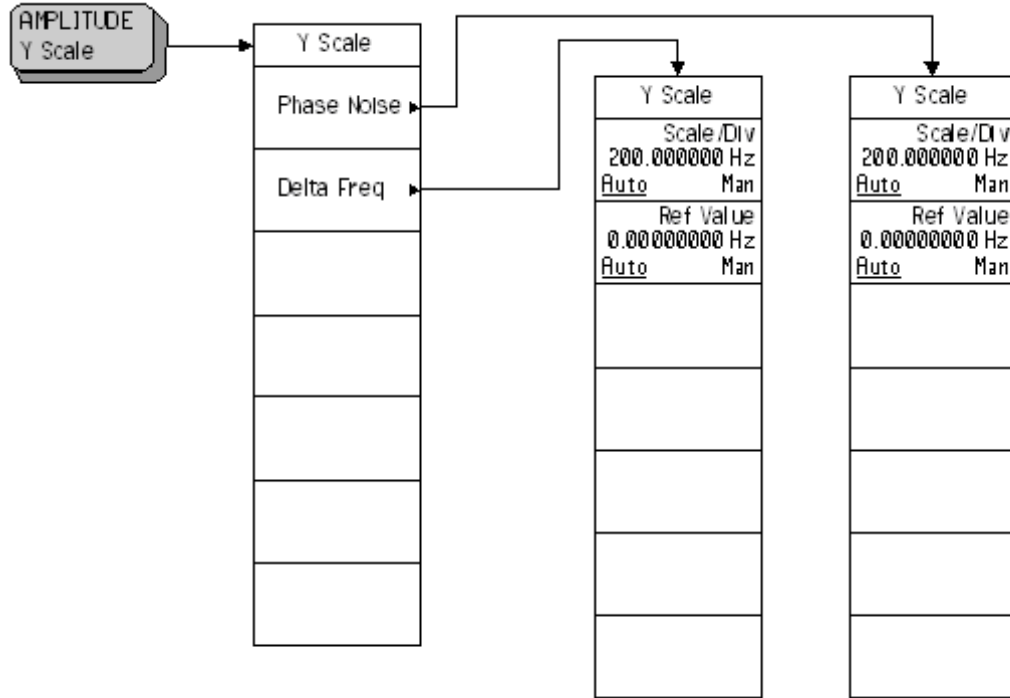 AMPLITUDE
Y Scale
Y Scale
Phase Noise
Delta Freq
Y Scale
Scale/Div
200.000000 Hz
Auto Man
Ref Value
0.00000000 Hz
Auto Man
Y Scale
Scale/Div
200.000000 Hz
Auto Man
Ref Value
0.00000000 Hz
Auto Man